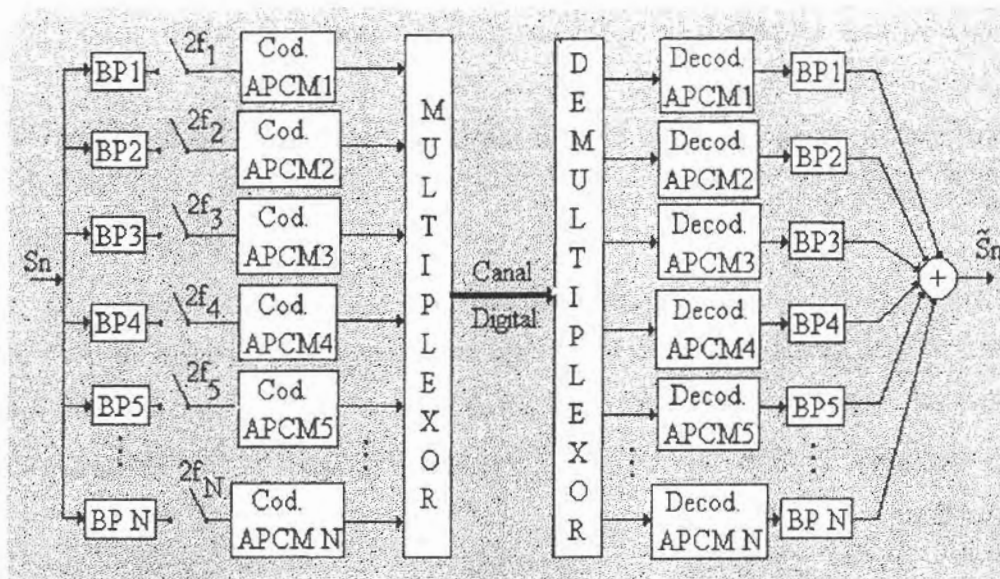 Sn
BP1
2f1
Cod.
APCM1
BP2
2f2
Cod.
APCM2
BP3
2f3
Cod.
APCM3
BP4
2f4
Cod.
APCM4
BP5
2f5
Cod.
APCM5
BP N
2fN
Cod.
APCM N
MULTIPLEXOR
Canal
Digital
DEMULTIPLEXOR
Decod.
APCM1
BP1
Decod.
APCM2
BP2
Decod.
APCM3
BP3
Decod.
APCM4
BP4
Decod.
APCM5
BP5
Decod.
APCM N
BP N
+
S̃n